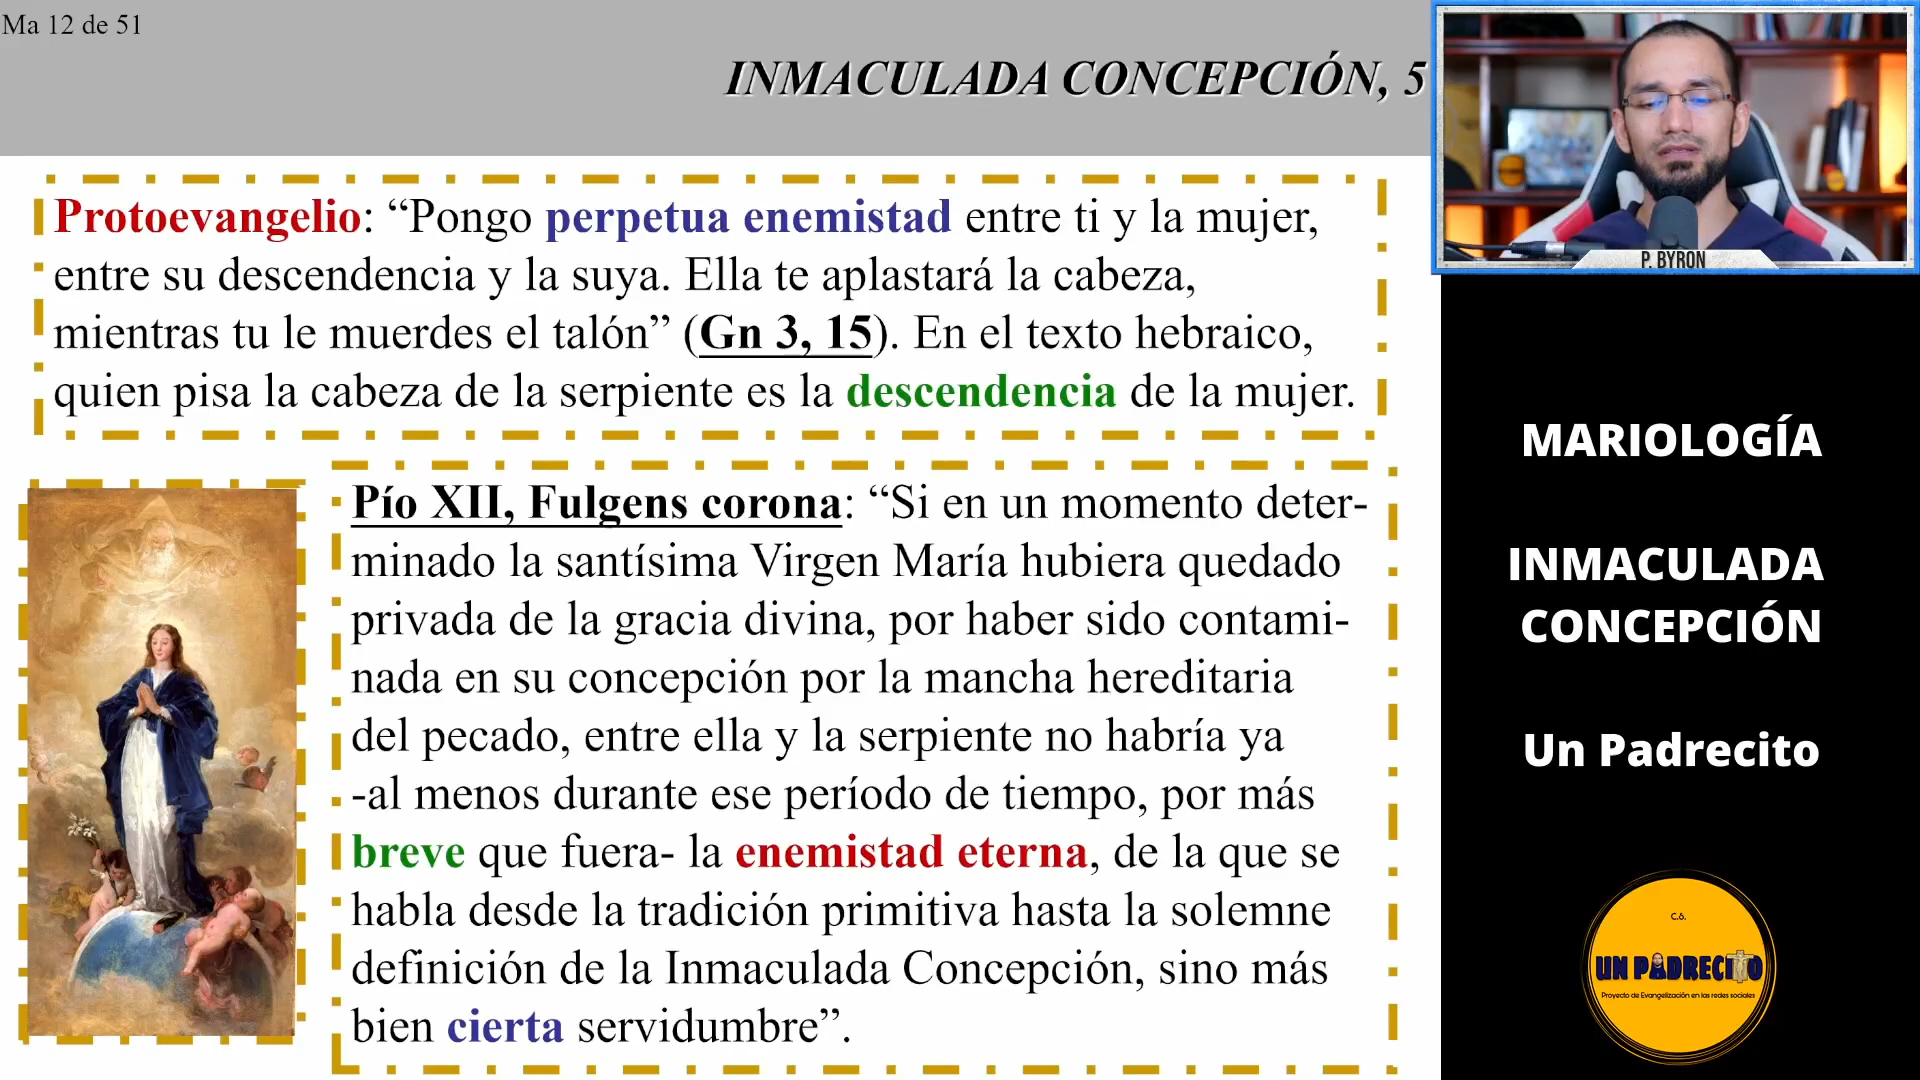 Ma 12 de 51
INMACULADA CONCEPCIÓN, 5
Protoevangelio: “Pongo perpetua enemistad entre ti y la mujer,
entre su descendencia y la suya. Ella te aplastará la cabeza,
mientras tu le muerdes el talón” (Gn 3, 15). En el texto hebraico,
quien pisa la cabeza de la serpiente es la descendencia de la mujer.
Pío XII, Fulgens corona: “Si en un momento deter-
minado la santísima Virgen María hubiera quedado
privada de la gracia divina, por haber sido contami-
nada en su concepción por la mancha hereditaria
del pecado, entre ella y la serpiente no habría ya
-al menos durante ese período de tiempo, por más
breve que fuera- la enemistad eterna, de la que se
habla desde la tradición primitiva hasta la solemne
definición de la Inmaculada Concepción, sino más
bien cierta servidumbre”.
P. BYRON
MARIOLOGÍA
INMACULADA
CONCEPCIÓN
Un Padrecito
C.S.
UN PADRECITO
Proyecto de Evangelización en las redes sociales